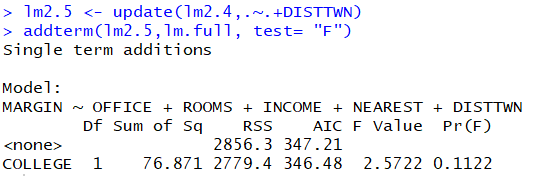 > lm2.5 <- update(lm2.4,.~.+DISTTWN)
> addterm(lm2.5,lm.full, test= "F")
Single term additions
Model:
MARGIN ~ OFFICE + ROOMS + INCOME + NEAREST + DISTTWN
Df Sum of Sq RSS AIC F Value Pr(F)
<none> 2856.3 347.21
COLLEGE 1 76.871 2779.4 346.48 2.5722 0.1122